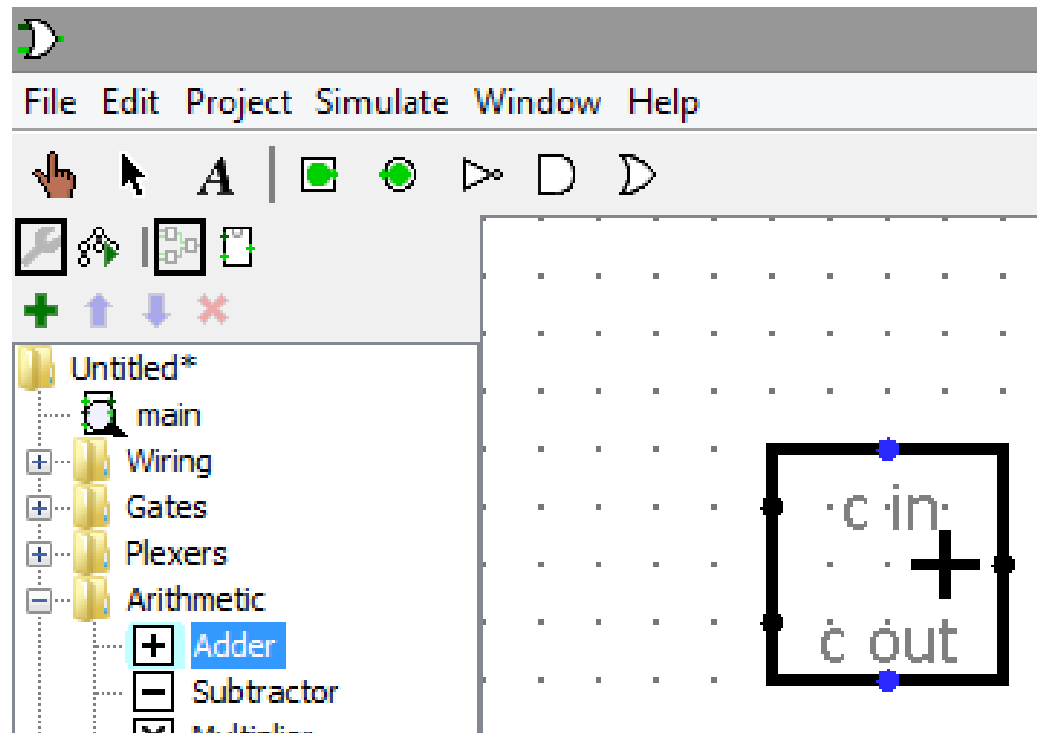 File Edit Project Simulate Window Help
A
Untitled*
main
Wiring
Gates
Plexers
Arithmetic
Adder
Subtractor
c in
c out